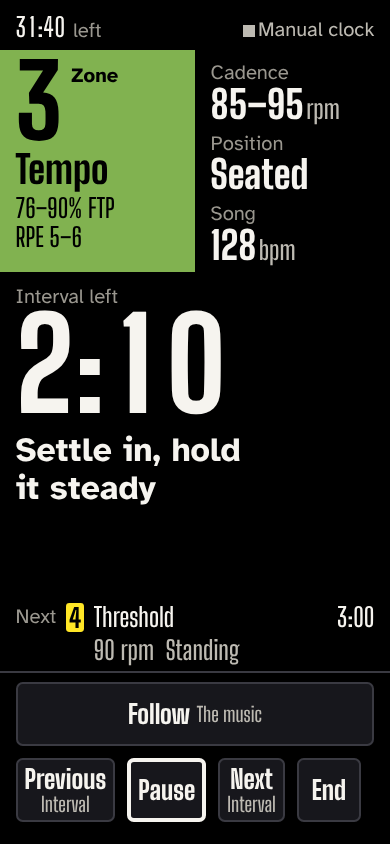 31:40 left
Manual clock
3 Zone
Tempo
76–90% FTP
RPE 5–6
Cadence
85–95 rpm
Position
Seated
Song
128 bpm
Interval left
2:10
Settle in, hold
it steady
Next 4 Threshold 3:00
90 rpm Standing
Follow The music
Previous
Interval
Pause
Next
Interval
End